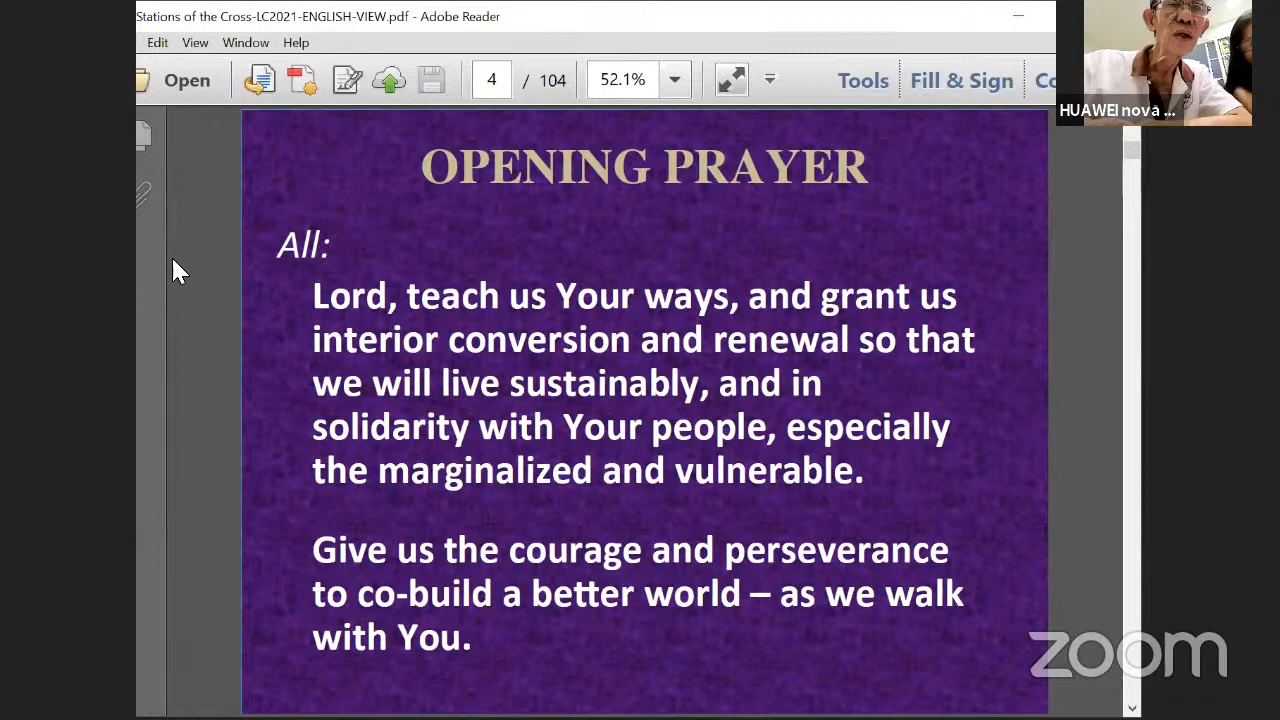 Stations of the Cross-LC2021-ENGLISH-VIEW.pdf - Adobe Reader
Edit View Window Help
Open 4 / 104 52.1% Tools Fill & Sign Co
HUAWEI nova ...
OPENING PRAYER
All:
Lord, teach us Your ways, and grant us
interior conversion and renewal so that
we will live sustainably, and in
solidarity with Your people, especially
the marginalized and vulnerable.
Give us the courage and perseverance
to co-build a better world – as we walk
with You.
zoom